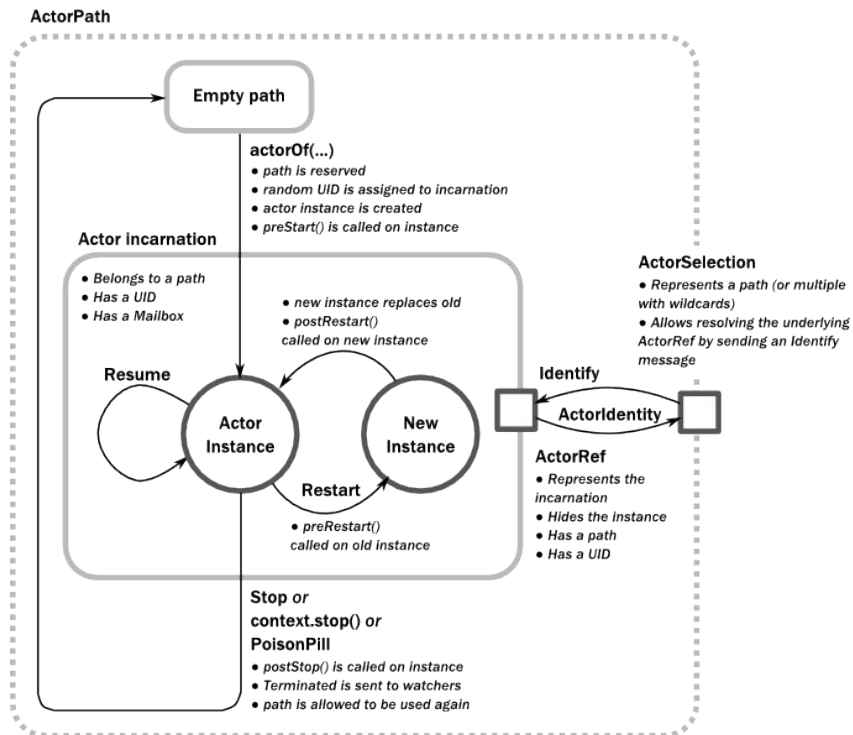 ActorPath
Empty path
actorOf(...)
● path is reserved
● random UID is assigned to incarnation
● actor instance is created
● preStart() is called on instance
Actor incarnation
● Belongs to a path
● Has a UID
● Has a Mailbox
● new instance replaces old
● postRestart()
called on new instance
Resume
Actor
Instance
New
Instance
Restart
● preRestart()
called on old instance
ActorSelection
● Represents a path (or multiple
with wildcards)
● Allows resolving the underlying
ActorRef by sending an Identify
message
Identify
ActorIdentity
ActorRef
● Represents the
incarnation
● Hides the instance
● Has a path
● Has a UID
Stop or
context.stop() or
PoisonPill
● postStop() is called on instance
● Terminated is sent to watchers
● path is allowed to be used again